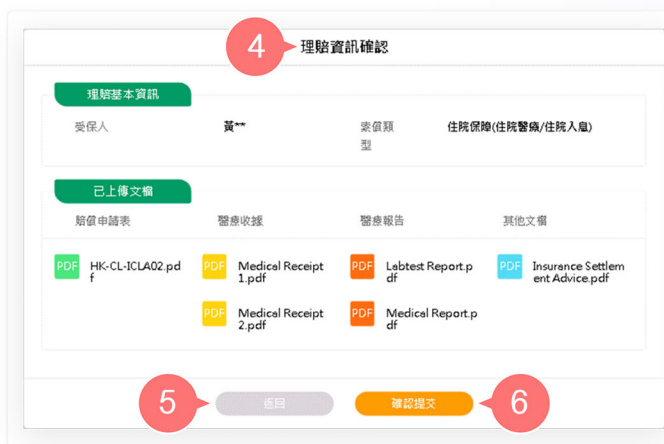 4
理賠資訊確認
理賠基本資訊
受保人
黃**
索償類
型
住院保障(住院醫療/住院入息)
已上傳文檔
賠償申請表
醫療收據
醫療報告
其他文檔
PDF HK-CL-ICLA02.pd
f
PDF Medical Receipt
1.pdf
PDF Labtest Report.p
df
PDF Insurance Settlem
ent Advice.pdf
PDF Medical Receipt
2.pdf
PDF Medical Report.p
df
5
返回
確認提交
6